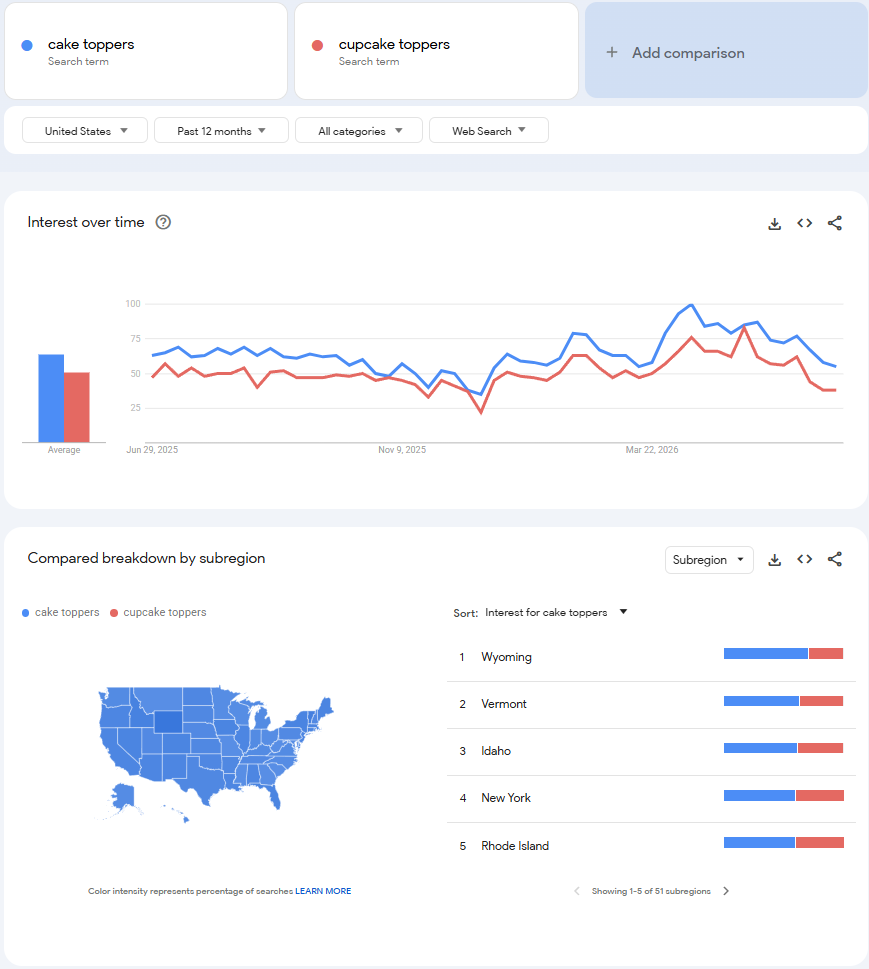 cake toppers
Search term
cupcake toppers
Search term
+ Add comparison
United States
Past 12 months
All categories
Web Search
Interest over time
100
75
50
25
Average
Jun 29, 2025
Nov 9, 2025
Mar 22, 2026
Compared breakdown by subregion
Subregion
cake toppers cupcake toppers
Sort: Interest for cake toppers
1 Wyoming
2 Vermont
3 Idaho
4 New York
5 Rhode Island
Color intensity represents percentage of searches LEARN MORE
Showing 1-5 of 51 subregions